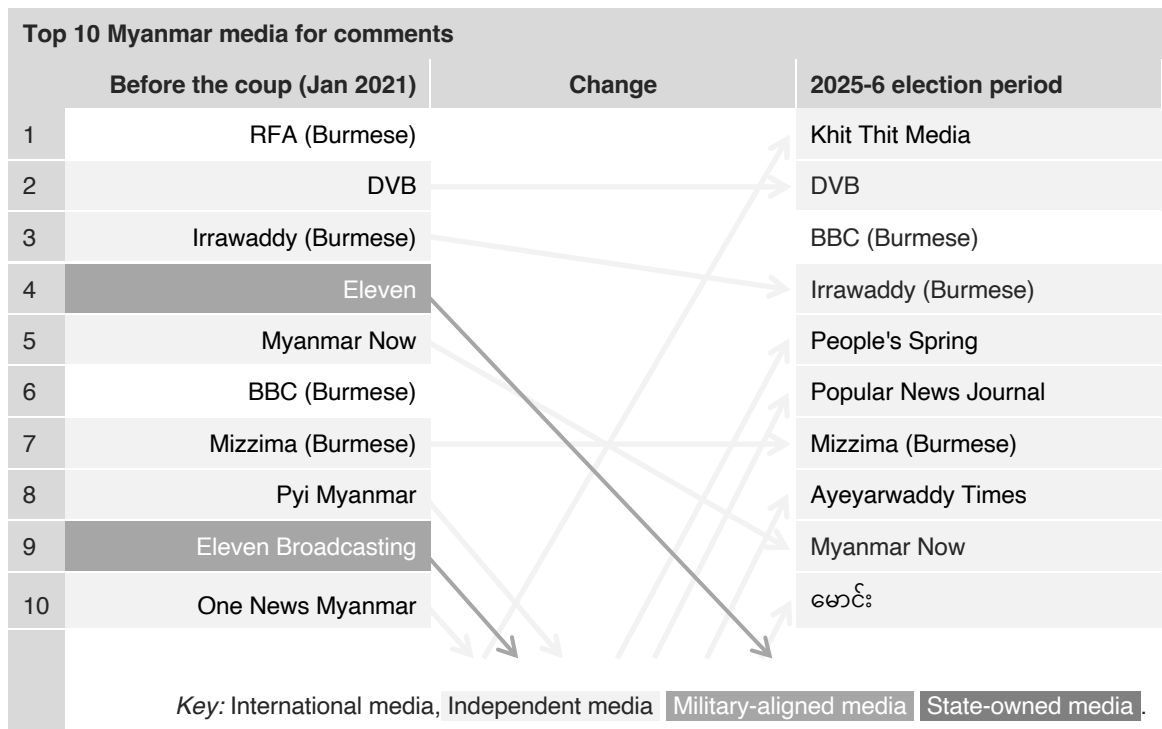 Top 10 Myanmar media for comments
Before the coup (Jan 2021) Change 2025-6 election period
1 RFA (Burmese) Khit Thit Media
2 DVB DVB
3 Irrawaddy (Burmese) BBC (Burmese)
4 Eleven Irrawaddy (Burmese)
5 Myanmar Now People's Spring
6 BBC (Burmese) Popular News Journal
7 Mizzima (Burmese) Mizzima (Burmese)
8 Pyi Myanmar Ayeyarwaddy Times
9 Eleven Broadcasting Myanmar Now
10 One News Myanmar မောင်း
Key: International media, Independent media Military-aligned media State-owned media .